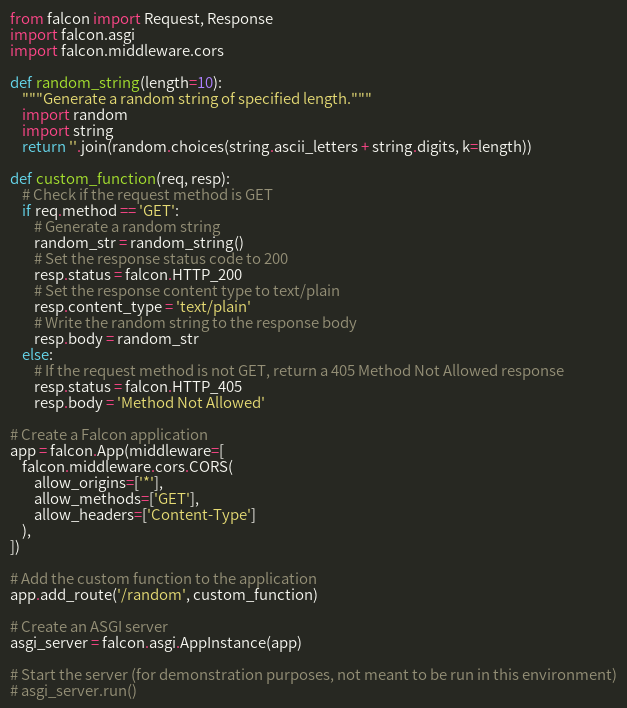 from falcon import Request, Response
import falcon.asgi
import falcon.middleware.cors

def random_string(length=10):
    """Generate a random string of specified length."""
    import random
    import string
    return ''.join(random.choices(string.ascii_letters + string.digits, k=length))

def custom_function(req, resp):
    # Check if the request method is GET
    if req.method == 'GET':
        # Generate a random string
        random_str = random_string()
        # Set the response status code to 200
        resp.status = falcon.HTTP_200
        # Set the response content type to text/plain
        resp.content_type = 'text/plain'
        # Write the random string to the response body
        resp.body = random_str
    else:
        # If the request method is not GET, return a 405 Method Not Allowed response
        resp.status = falcon.HTTP_405
        resp.body = 'Method Not Allowed'

# Create a Falcon application
app = falcon.App(middleware=[
    falcon.middleware.cors.CORS(
        allow_origins=['*'],
        allow_methods=['GET'],
        allow_headers=['Content-Type']
    ),
])

# Add the custom function to the application
app.add_route('/random', custom_function)

# Create an ASGI server
asgi_server = falcon.asgi.AppInstance(app)

# Start the server (for demonstration purposes, not meant to be run in this environment)
# asgi_server.run()